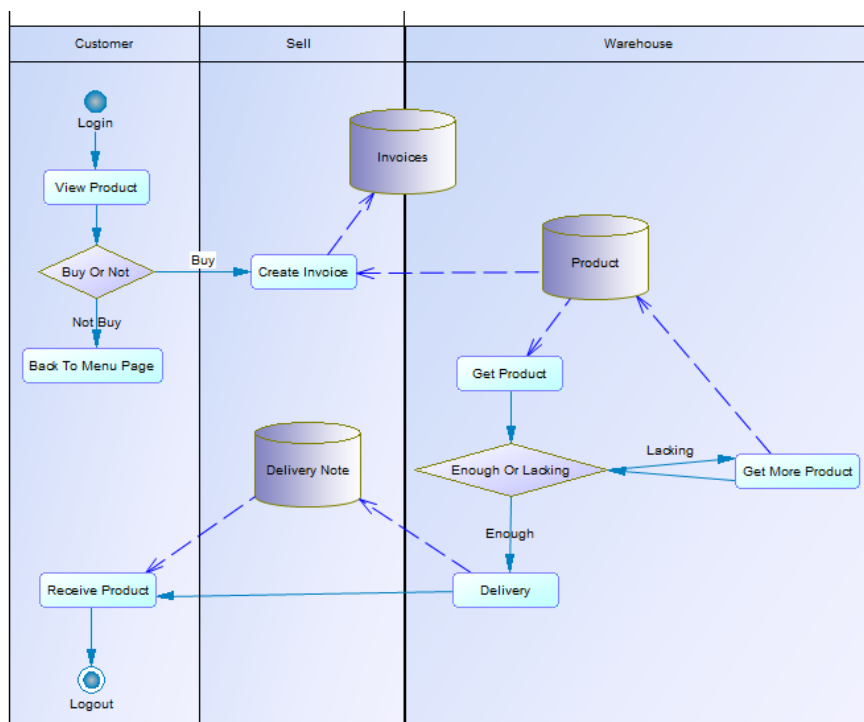 Customer
Sell
Warehouse
Login
Invoices
View Product
Buy
Buy Or Not
Create Invoice
Product
Not Buy
Back To Menu Page
Get Product
Lacking
Delivery Note
Enough Or Lacking
Get More Product
Enough
Receive Product
Delivery
Logout